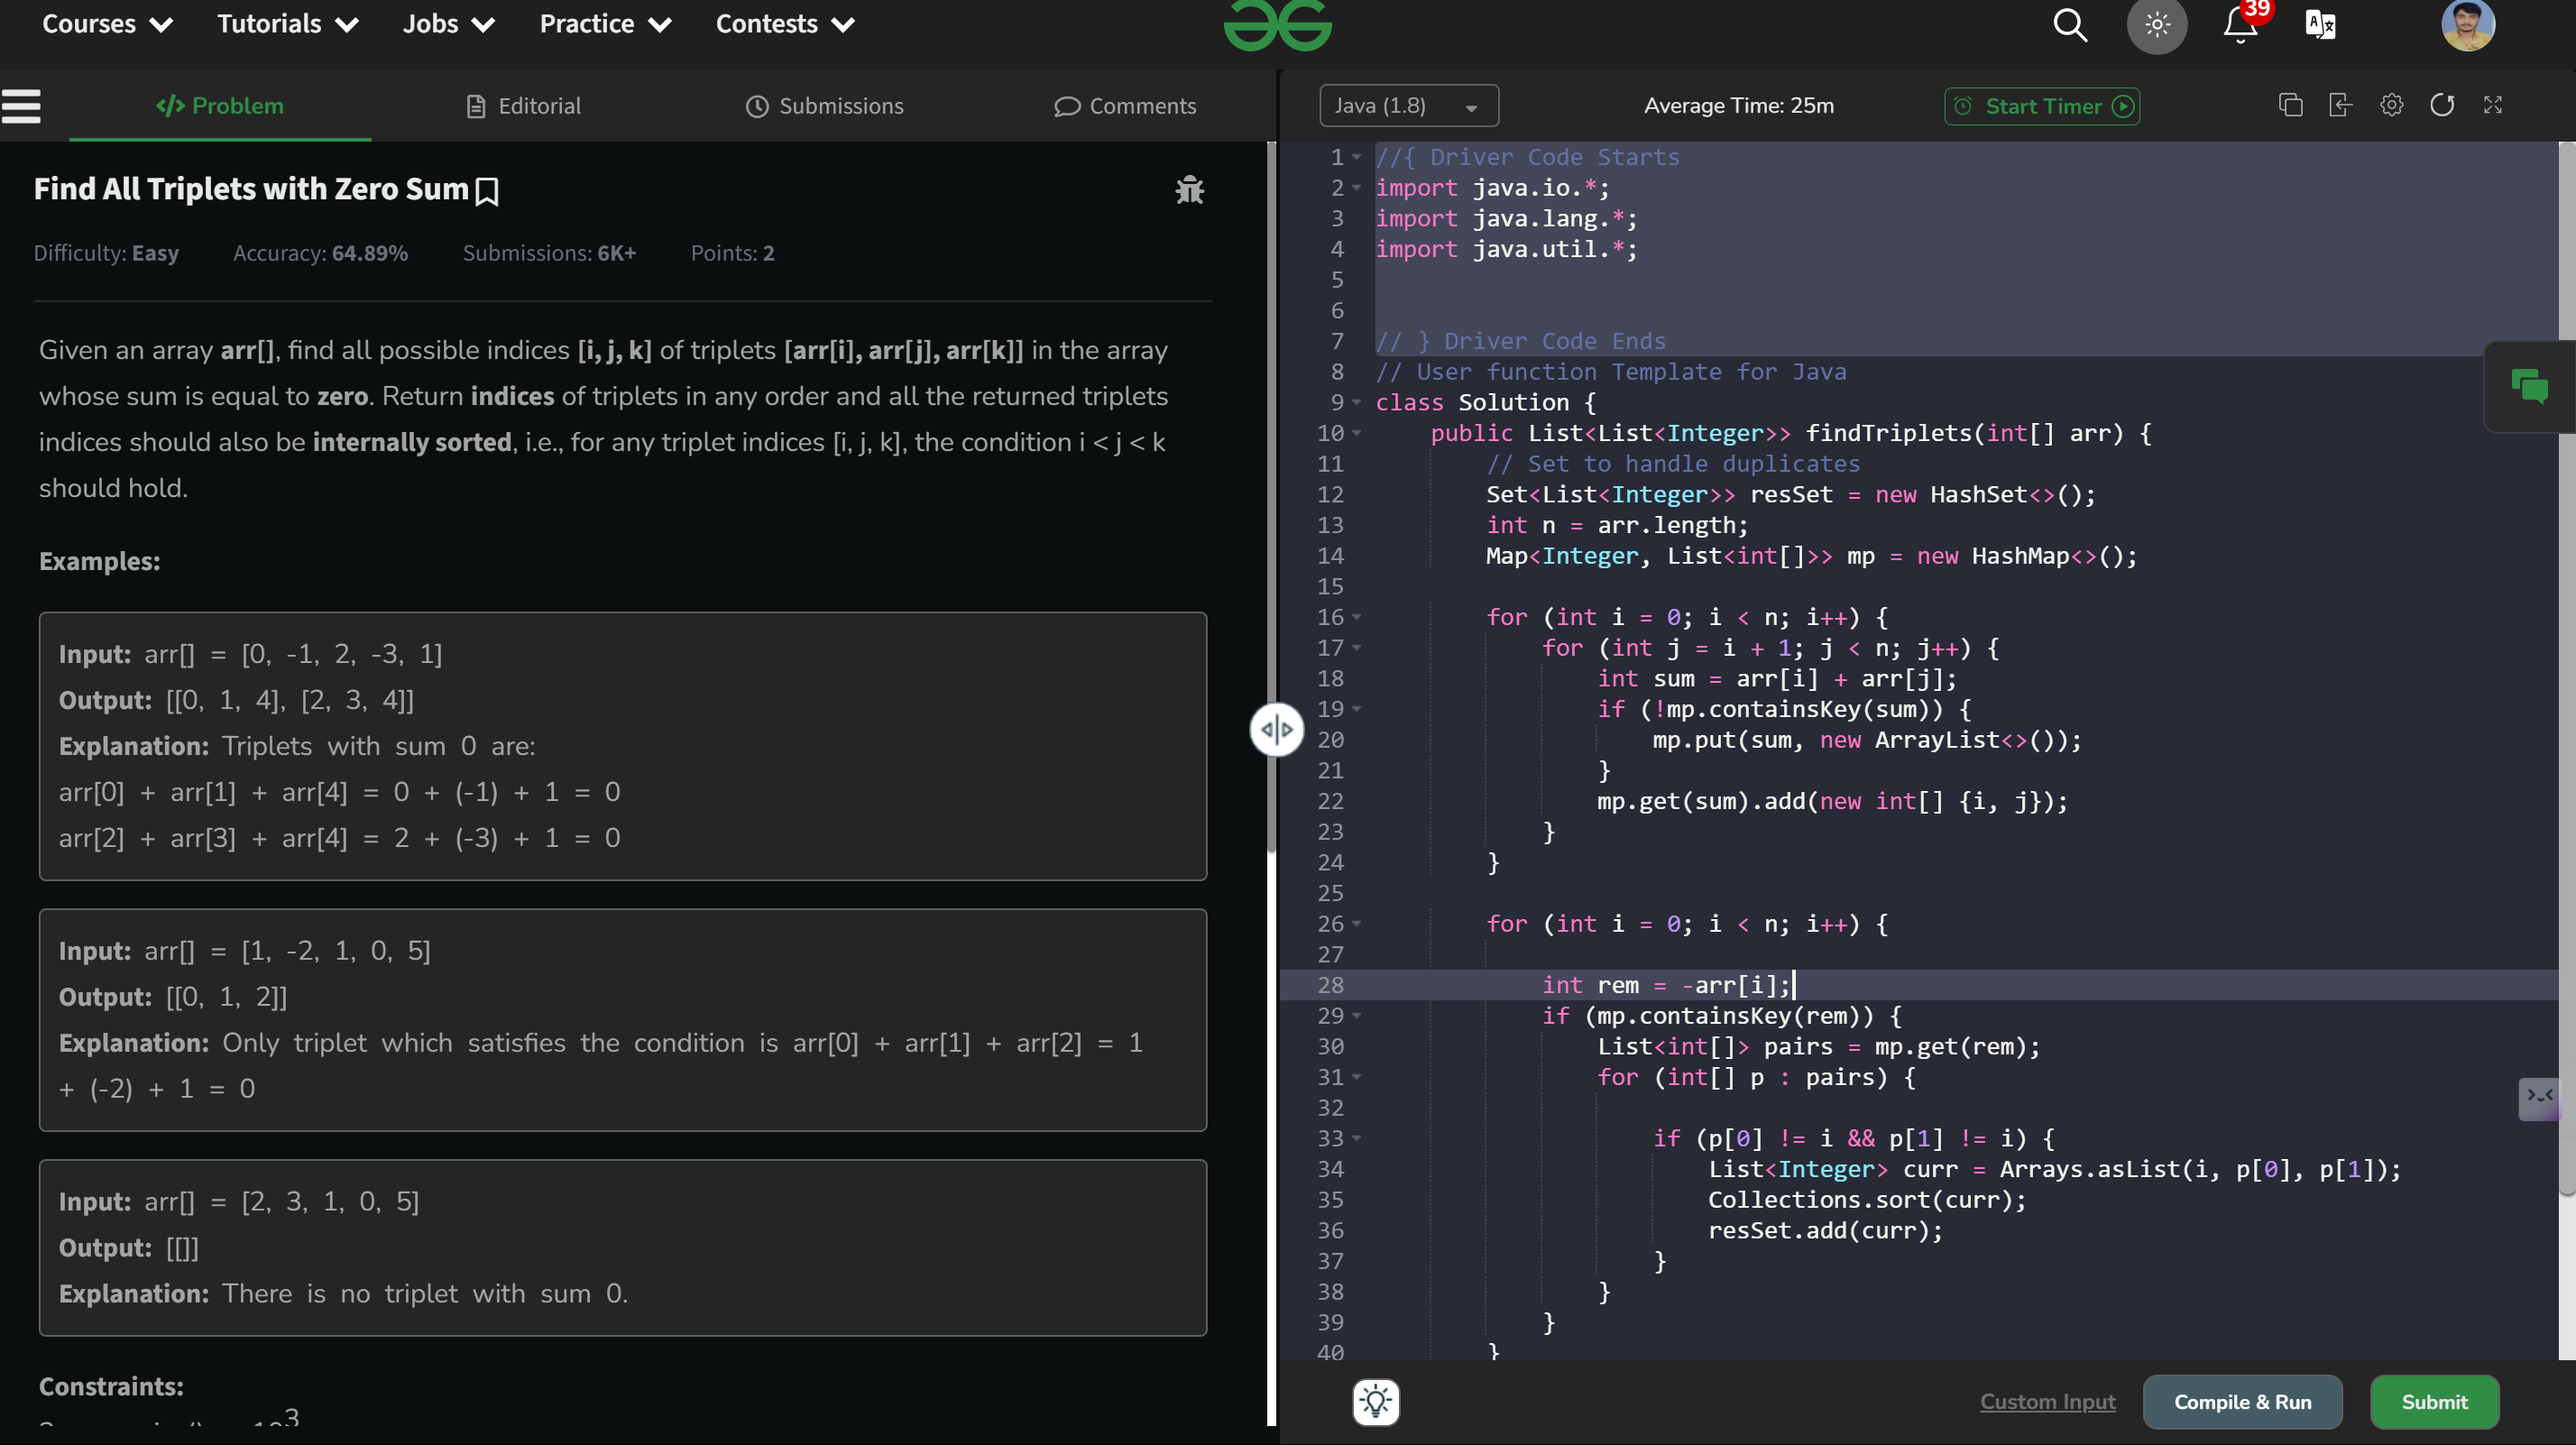 Courses
Tutorials
Jobs
Practice
Contests
39
Problem
Editorial
Submissions
Comments
Java (1.8)
Average Time: 25m
Start Timer
Find All Triplets with Zero Sum
Difficulty: Easy Accuracy: 64.89% Submissions: 6K+ Points: 2
Given an array arr[], find all possible indices [i, j, k] of triplets [arr[i], arr[j], arr[k]] in the array
whose sum is equal to zero. Return indices of triplets in any order and all the returned triplets
indices should also be internally sorted, i.e., for any triplet indices [i, j, k], the condition i < j < k
should hold.
Examples:
Input: arr[] = [0, -1, 2, -3, 1]
Output: [[0, 1, 4], [2, 3, 4]]
Explanation: Triplets with sum 0 are:
arr[0] + arr[1] + arr[4] = 0 + (-1) + 1 = 0
arr[2] + arr[3] + arr[4] = 2 + (-3) + 1 = 0
Input: arr[] = [1, -2, 1, 0, 5]
Output: [[0, 1, 2]]
Explanation: Only triplet which satisfies the condition is arr[0] + arr[1] + arr[2] = 1
+ (-2) + 1 = 0
Input: arr[] = [2, 3, 1, 0, 5]
Output: [[]]
Explanation: There is no triplet with sum 0.
Constraints:
1 //{ Driver Code Starts
2 import java.io.*;
3 import java.lang.*;
4 import java.util.*;
5
6
7 // } Driver Code Ends
8 // User function Template for Java
9 class Solution {
10 public List<List<Integer>> findTriplets(int[] arr) {
11 // Set to handle duplicates
12 Set<List<Integer>> resSet = new HashSet<>();
13 int n = arr.length;
14 Map<Integer, List<int[]>> mp = new HashMap<>();
15
16 for (int i = 0; i < n; i++) {
17 for (int j = i + 1; j < n; j++) {
18 int sum = arr[i] + arr[j];
19 if (!mp.containsKey(sum)) {
20 mp.put(sum, new ArrayList<>());
21 }
22 mp.get(sum).add(new int[] {i, j});
23 }
24 }
25
26 for (int i = 0; i < n; i++) {
27
28 int rem = -arr[i];
29 if (mp.containsKey(rem)) {
30 List<int[]> pairs = mp.get(rem);
31 for (int[] p : pairs) {
32
33 if (p[0] != i && p[1] != i) {
34 List<Integer> curr = Arrays.asList(i, p[0], p[1]);
35 Collections.sort(curr);
36 resSet.add(curr);
37 }
38 }
39 }
40 }
Custom Input
Compile & Run
Submit